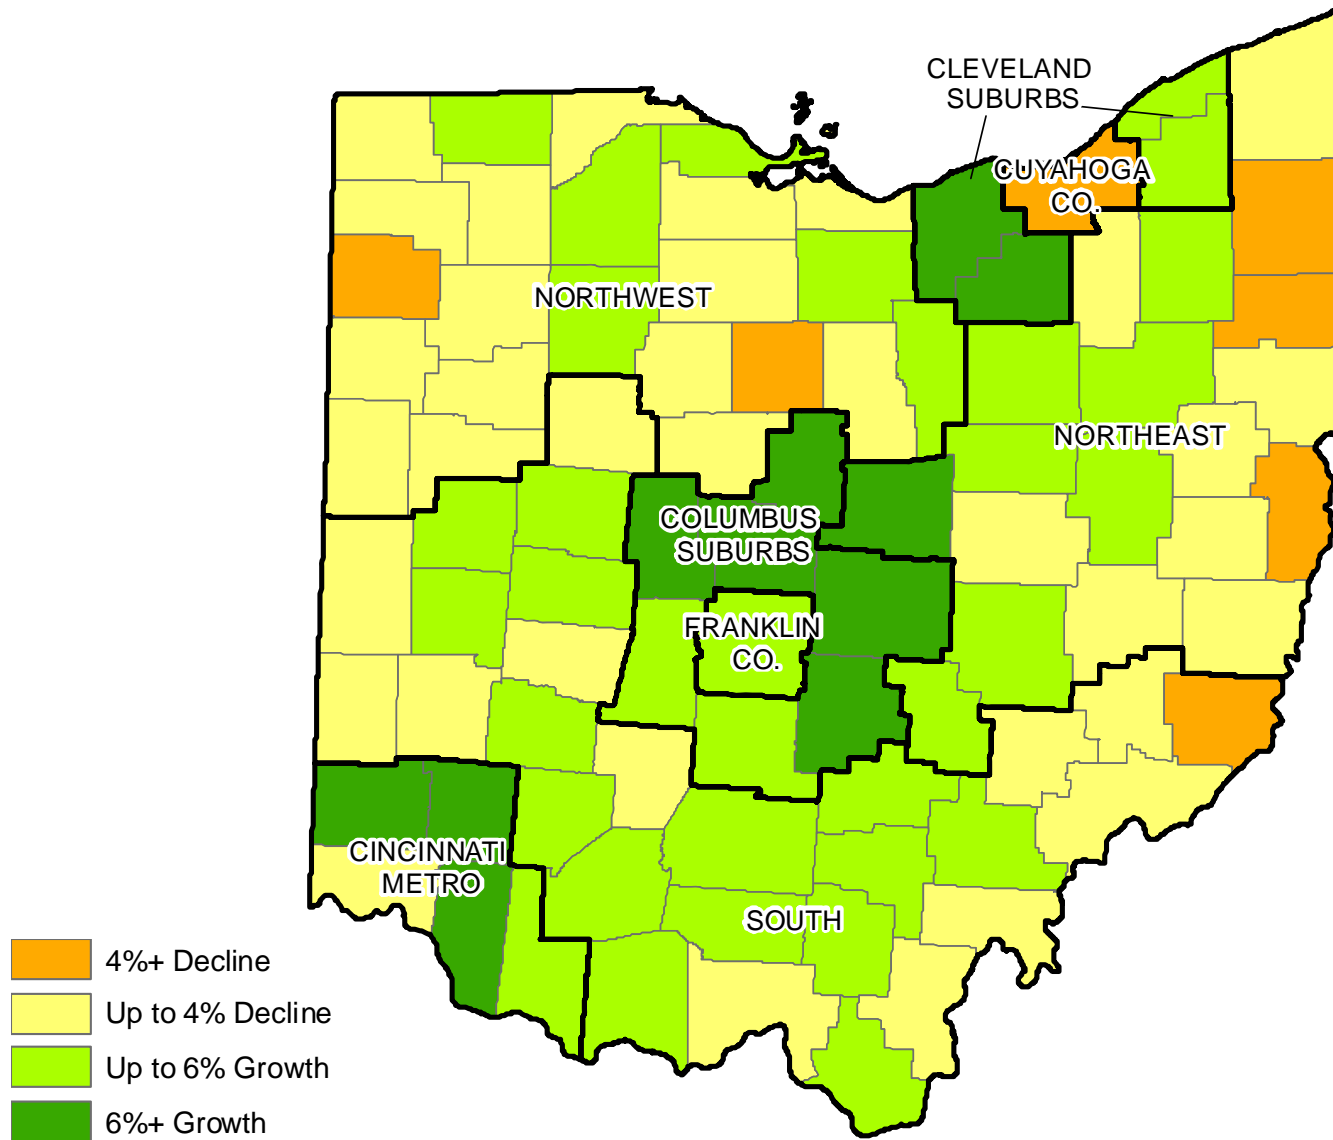 CLEVELAND
SUBURBS
CUYAHOGA
CO.
NORTHWEST
NORTHEAST
COLUMBUS
SUBURBS
FRANKLIN
CO.
CINCINNATI
METRO
SOUTH
4%+ Decline
Up to 4% Decline
Up to 6% Growth
6%+ Growth